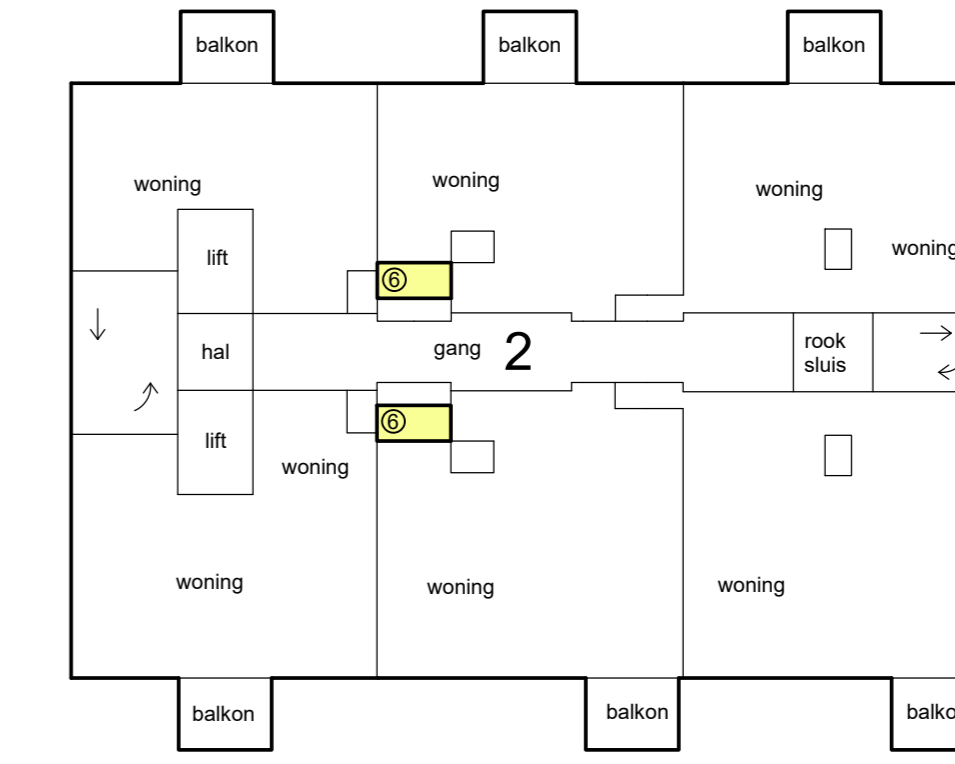 balkon
balkon
balkon
woning
woning
woning
lift
woning
⑥
hal
gang
2
rook
sluis
⑥
lift
woning
woning
woning
woning
balkon
balkon
balko